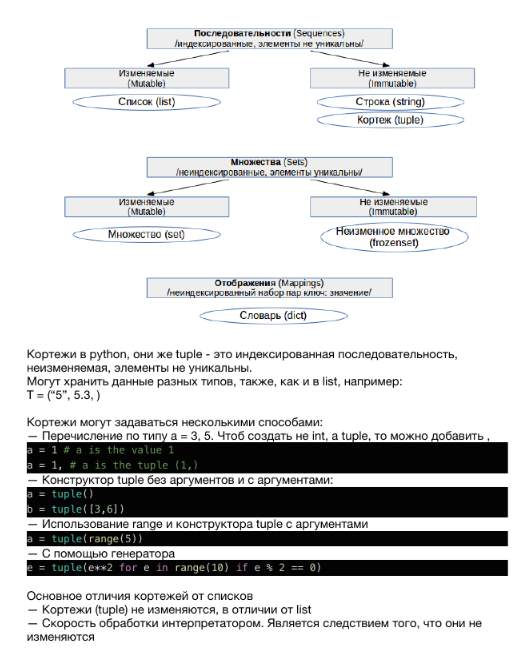 Последовательности (Sequences)
/индексированные, элементы не уникальны/
Изменяемые
(Mutable)
Не изменяемые
(Immutable)
Список (list)
Строка (string)
Кортеж (tuple)
Множества (Sets)
/неиндексированные, элементы уникальны/
Изменяемые
(Mutable)
Не изменяемые
(Immutable)
Множество (set)
Неизменное множество
(frozenset)
Отображения (Mappings)
/неиндексированный набор пар ключ: значение/
Словарь (dict)
Кортежи в python, они же tuple - это индексированная последовательность,
неизменяемая, элементы не уникальны.
Могут хранить данные разных типов, также, как и в list, например:
T = (“5”, 5.3, )
Кортежи могут задаваться несколькими способами:
— Перечисление по типу a = 3, 5. Чтоб создать не int, а tuple, то можно добавить ,
a = 1 # a is the value 1
a = 1, # a is the tuple (1,)
— Конструктор tuple без аргументов и с аргументами:
a = tuple()
b = tuple([3,6])
— Использование range и конструктора tuple с аргументами
a = tuple(range(5))
— С помощью генератора
e = tuple(e**2 for e in range(10) if e % 2 == 0)
Основное отличия кортежей от списков
— Кортежи (tuple) не изменяются, в отличии от list
— Скорость обработки интерпретатором. Является следствием того, что они не
изменяются